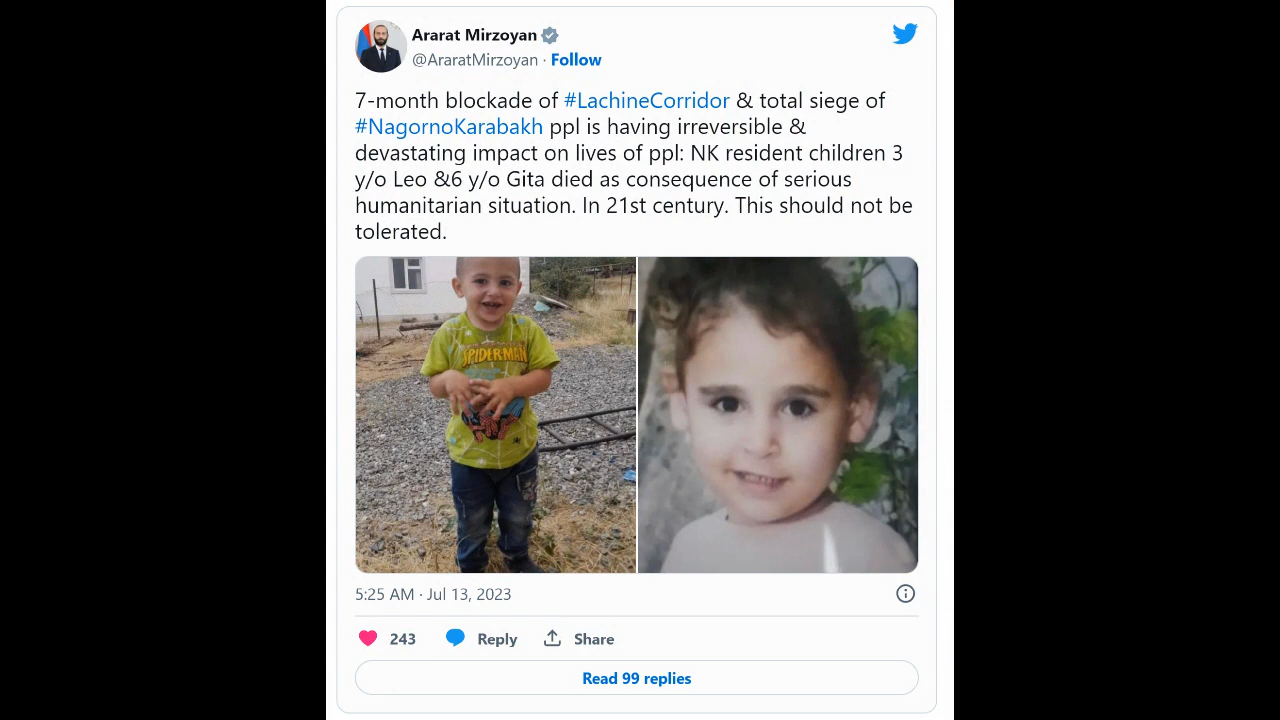 Ararat Mirzoyan
@AraratMirzoyan · Follow
7-month blockade of #LachineCorridor & total siege of
#NagornoKarabakh ppl is having irreversible &
devastating impact on lives of ppl: NK resident children 3
y/o Leo &6 y/o Gita died as consequence of serious
humanitarian situation. In 21st century. This should not be
tolerated.
SPIDER-MAN
5:25 AM · Jul 13, 2023
243 Reply Share
Read 99 replies